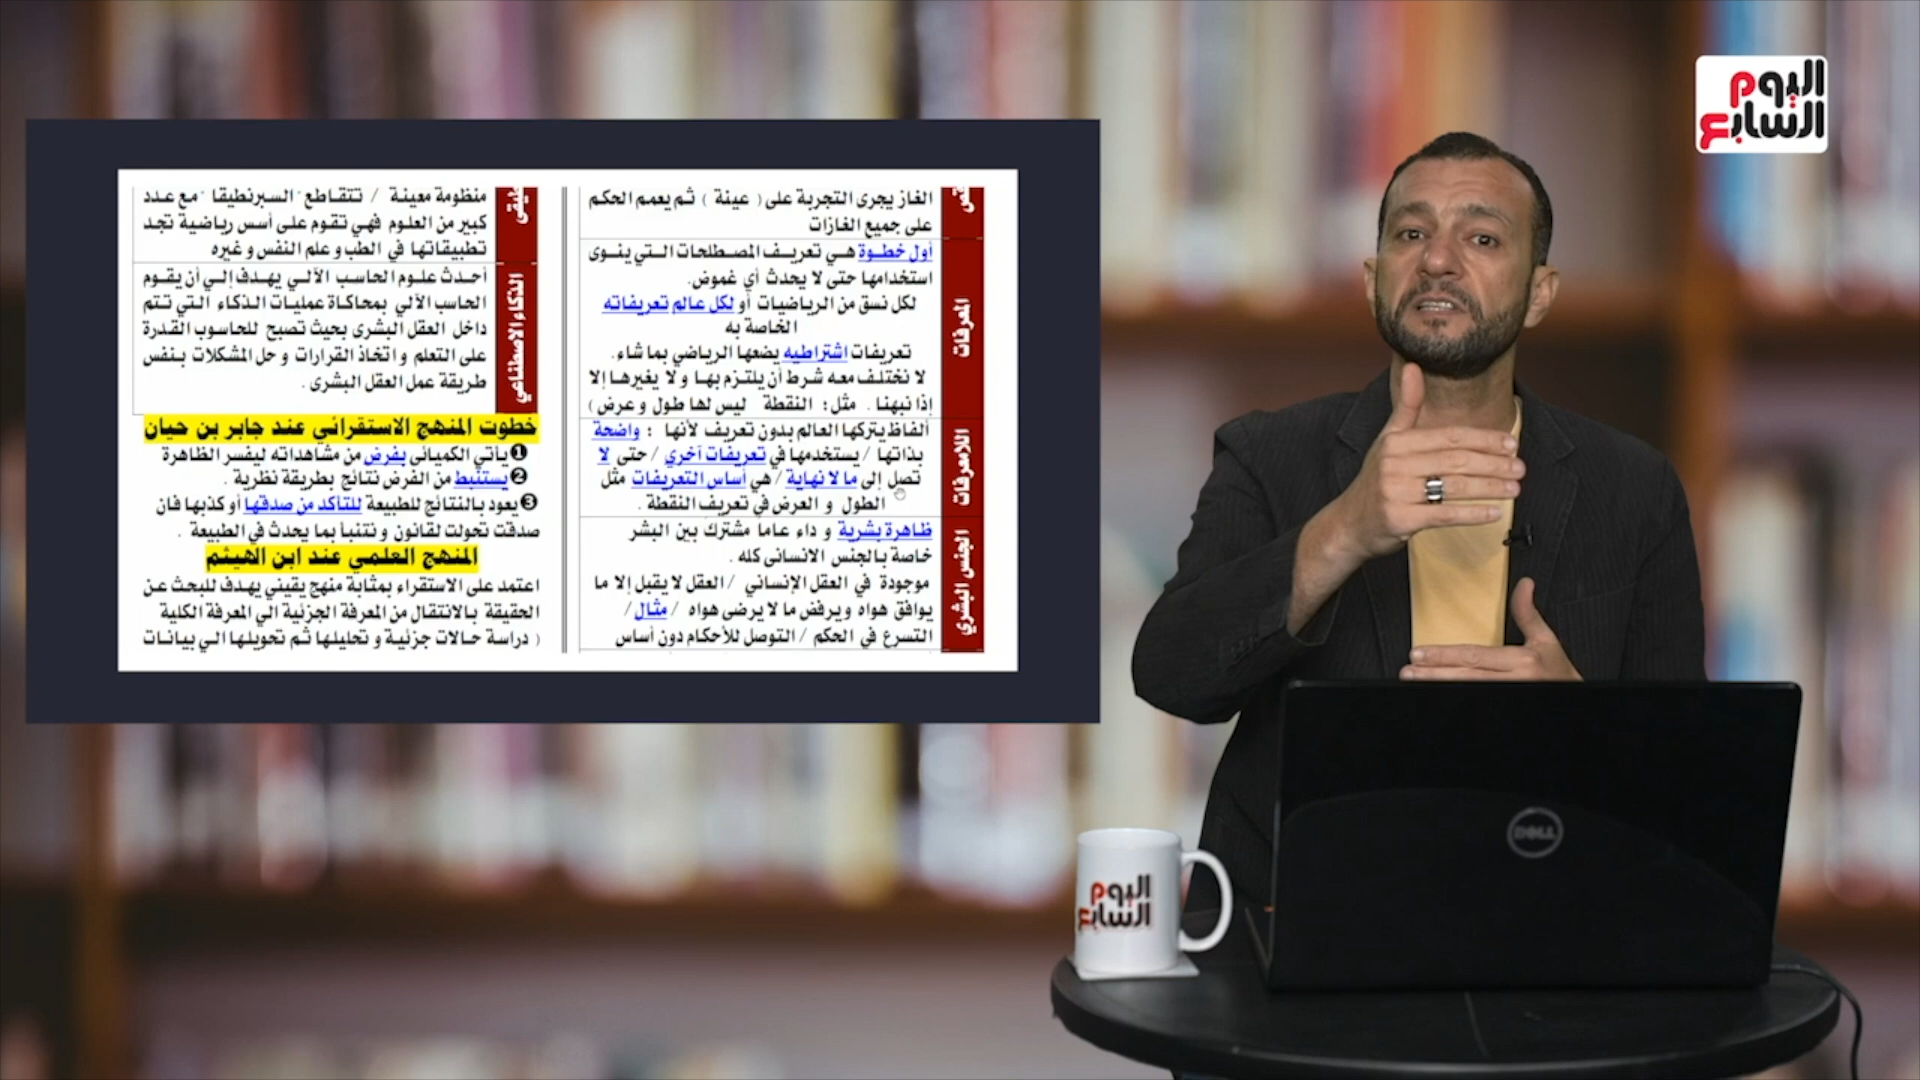 اليوم
السابع
الغاز يجرى التجربة على ( عينة ) ثم يعمم الحكم
على جميع الغازات
المعرفات
أول خطوة هي تعريف المصطلحات التي ينوى
استخدامها حتى لا يحدث أي غموض.
لكل نسق من الرياضيات أو لكل عالم تعريفاته
الخاصة به
تعريفات اشتراطيه يضعها الرياضي بما شاء.
لا نختلف معه شرط أن يلتزم بها ولا يغيرها إلا
إذا نبهنا . مثل: النقطة ليس لها طول و عرض )
اللامعرفات
ألفاظ يتركها العالم بدون تعريف لأنها : واضحة
بذاتها / يستخدمها في تعريفات آخري / حتى لا
تصل إلى ما لا نهاية / هي أساس التعريفات مثل
الطول و العرض في تعريف النقطة .
الجنس البشري
ظاهرة بشرية و داء عاما مشترك بين البشر
خاصة بالجنس الانسانى كله .
موجودة في العقل الإنساني / العقل لا يقبل إلا ما
يوافق هواه ويرفض ما لا يرضى هواه / مثال /
التسرع في الحكم / التوصل للأحكام دون أساس
منظومة معينة / تتقاطع "السبرنطيقا "مع عدد
كبير من العلوم فهي تقوم على أسس رياضية تجد
تطبيقاتها في الطب و علم النفس و غيره
الذكاء الاصطناعي
أحدث علوم الحاسب الآلي يهدف إلي أن يقوم
الحاسب الآلي بمحاكاة عمليات الذكاء التي تتم
داخل العقل البشرى بحيث تصبح للحاسوب القدرة
على التعلم و اتخاذ القرارات و حل المشكلات بنفس
طريقة عمل العقل البشرى .
خطوت المنهج الاستقرائي عند جابر بن حيان
❶ يأتي الكميائى بفرض من مشاهداته ليفسر الظاهرة
❷ يستنبط من الفرض نتائج بطريقة نظرية .
❸ يعود بالنتائج للطبيعة للتأكد من صدقها أو كذبها فان
صدقت تحولت لقانون و نتنبأ بما يحدث في الطبيعة .
المنهج العلمي عند ابن الهيثم
اعتمد على الاستقراء بمثابة منهج يقيني يهدف للبحث عن
الحقيقة بالانتقال من المعرفة الجزئية الي المعرفة الكلية
( دراسة حالات جزئية و تحليلها ثم تحويلها الي بيانات
DELL
اليوم
السابع